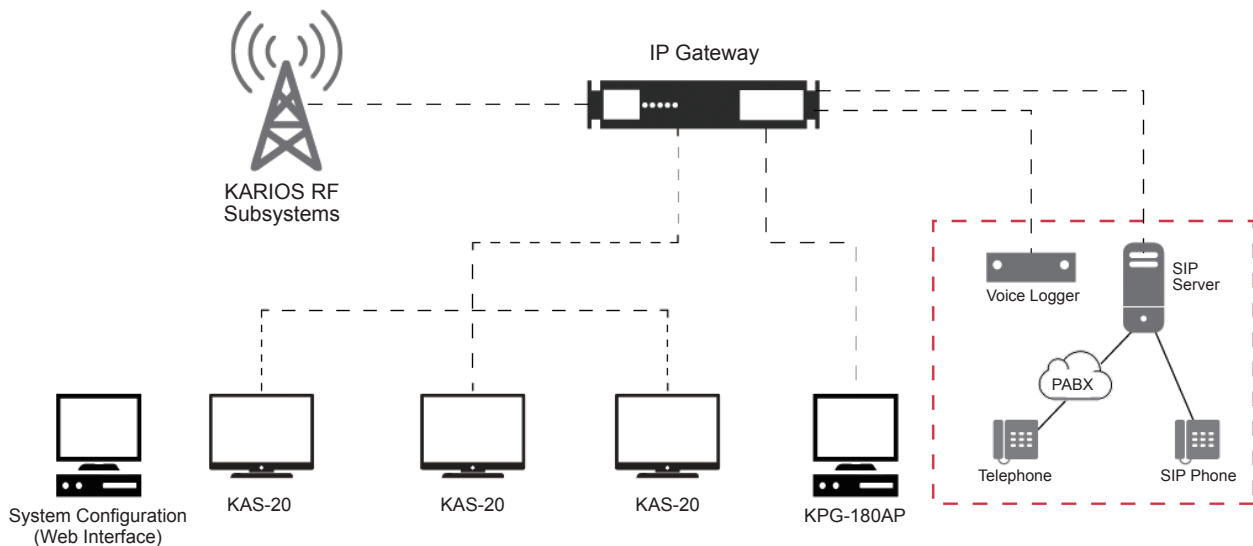 IP Gateway
KARIOS RF
Subsystems
Voice Logger
SIP
Server
PABX
Telephone
SIP Phone
System Configuration
(Web Interface)
KAS-20
KAS-20
KAS-20
KPG-180AP